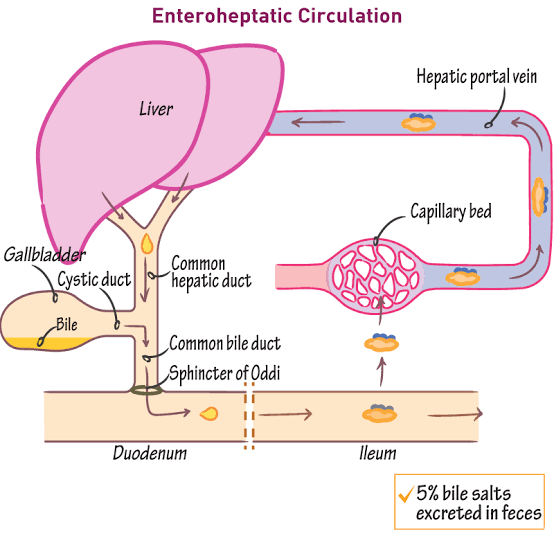 Enteroheptatic Circulation
Liver
Hepatic portal vein
Capillary bed
Gallbladder
Cystic duct
Common
hepatic duct
Bile
Common bile duct
Sphincter of Oddi
Duodenum
Ileum
5% bile salts
excreted in feces